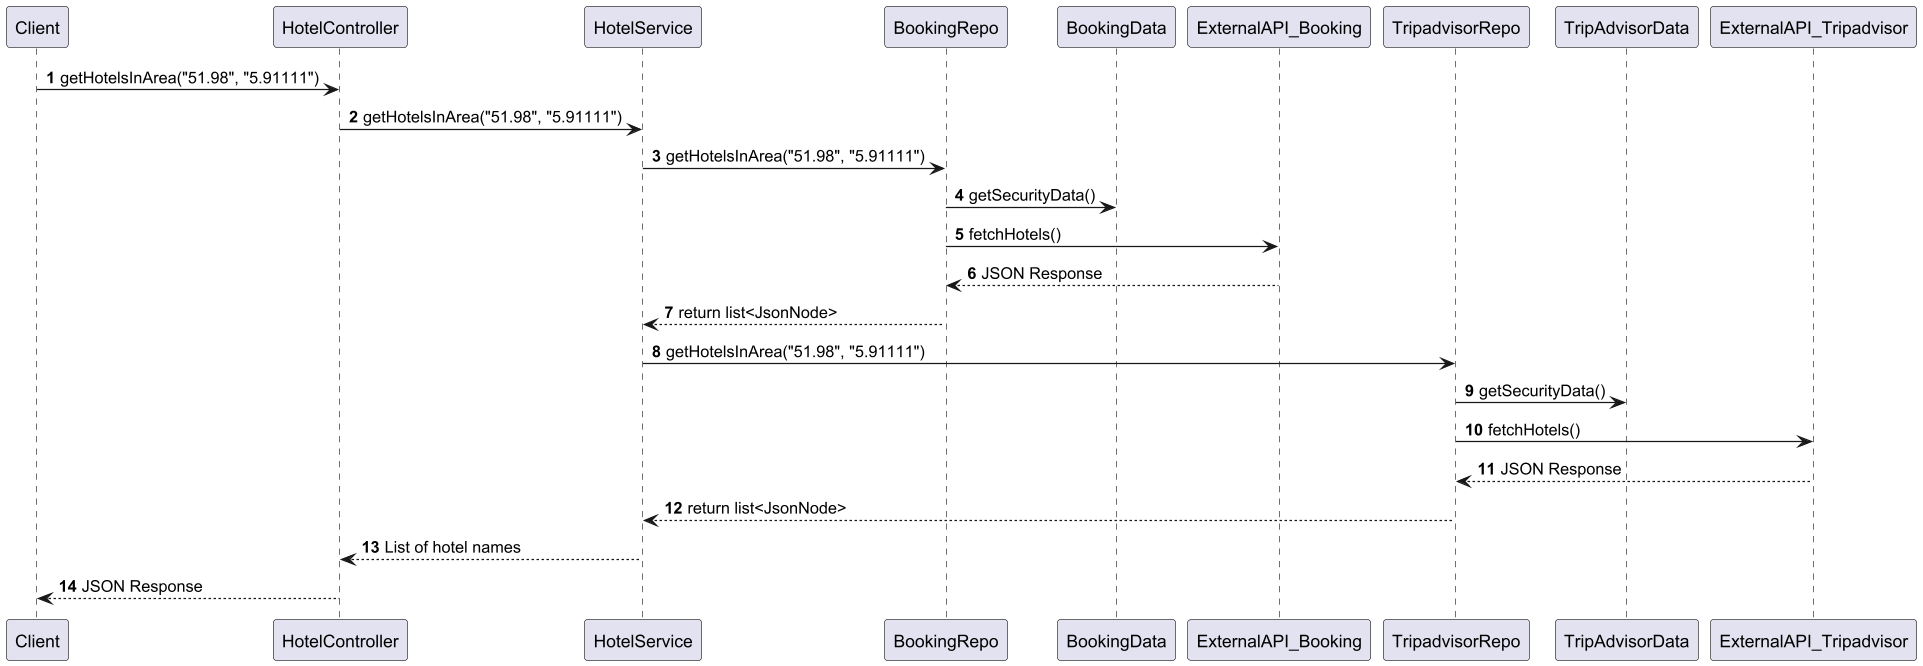 Client HotelController HotelService BookingRepo BookingData ExternalAPI_Booking TripadvisorRepo TripAdvisorData ExternalAPI_Tripadvisor
1 getHotelsInArea("51.98", "5.91111")
2 getHotelsInArea("51.98", "5.91111")
3 getHotelsInArea("51.98", "5.91111")
4 getSecurityData()
5 fetchHotels()
6 JSON Response
7 return list<JsonNode>
8 getHotelsInArea("51.98", "5.91111")
9 getSecurityData()
10 fetchHotels()
11 JSON Response
12 return list<JsonNode>
13 List of hotel names
14 JSON Response
Client HotelController HotelService BookingRepo BookingData ExternalAPI_Booking TripadvisorRepo TripAdvisorData ExternalAPI_Tripadvisor